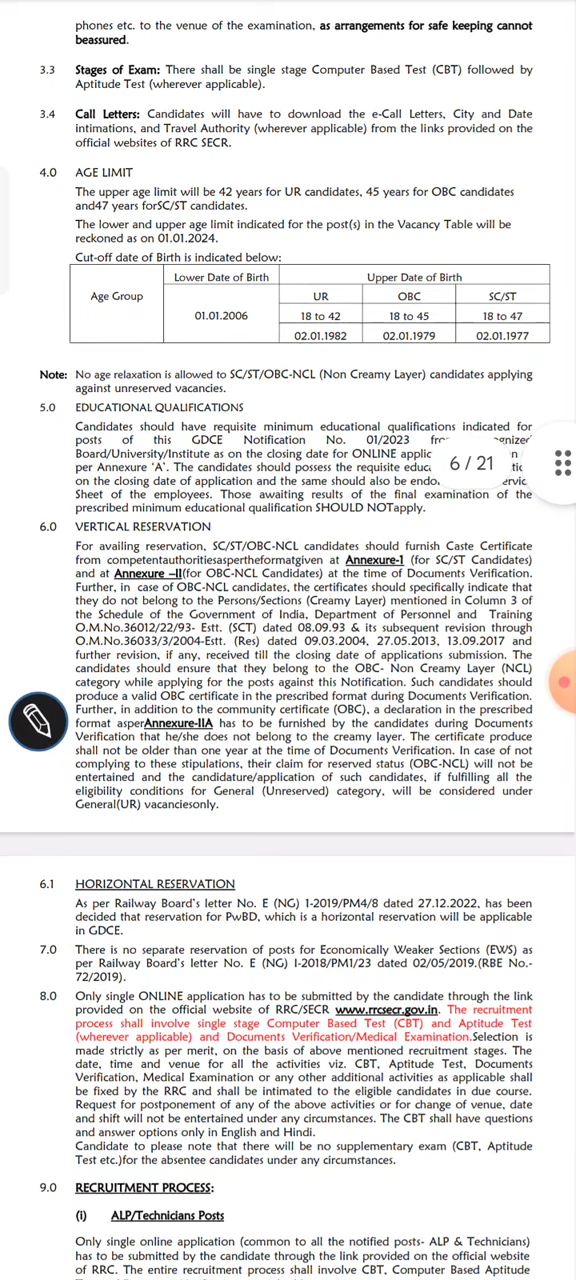 phones etc. to the venue of the examination, as arrangements for safe keeping cannot
beassured.
3.3 Stages of Exam: There shall be single stage Computer Based Test (CBT) followed by
Aptitude Test (wherever applicable).
3.4 Call Letters: Candidates will have to download the e-Call Letters, City and Date
intimations, and Travel Authority (wherever applicable) from the links provided on the
official websites of RRC SECR.
4.0 AGE LIMIT
The upper age limit will be 42 years for UR candidates, 45 years for OBC candidates
and47 years forSC/ST candidates.
The lower and upper age limit indicated for the post(s) in the Vacancy Table will be
reckoned as on 01.01.2024.
Cut-off date of Birth is indicated below:
Lower Date of Birth Upper Date of Birth
Age Group UR OBC SC/ST
01.01.2006 18 to 42 18 to 45 18 to 47
02.01.1982 02.01.1979 02.01.1977
Note: No age relaxation is allowed to SC/ST/OBC-NCL (Non Creamy Layer) candidates applying
against unreserved vacancies.
5.0 EDUCATIONAL QUALIFICATIONS
Candidates should have requisite minimum educational qualifications indicated for
posts of this GDCE Notification No. 01/2023
Board/University/Institute as on the closing date for ONLINE
per Annexure 'A'. The candidates should possess the requisite
6 / 21
on the closing date of application and the same should also be
Sheet of the employees. Those awaiting results of the final examination of the
prescribed minimum educational qualification SHOULD NOTapply.
6.0 VERTICAL RESERVATION
For availing reservation, SC/ST/OBC-NCL candidates should furnish Caste Certificate
from competentauthoritiesaspertheformatgiven at Annexure-1 (for SC/ST Candidates)
and at Annexure –II(for OBC-NCL Candidates) at the time of Documents Verification.
Further, in case of OBC-NCL candidates, the certificates should specifically indicate that
they do not belong to the Persons/Sections (Creamy Layer) mentioned in Column 3 of
the Schedule of the Government of India, Department of Personnel and Training
O.M.No.36012/22/93- Estt. (SCT) dated 08.09.93 & its subsequent revision through
O.M.No.36033/3/2004-Estt. (Res) dated 09.03.2004, 27.05.2013, 13.09.2017 and
further revision, if any, received till the closing date of applications submission. The
candidates should ensure that they belong to the OBC- Non Creamy Layer (NCL)
category while applying for the posts against this Notification. Such candidates should
produce a valid OBC certificate in the prescribed format during Documents Verification.
Further, in addition to the community certificate (OBC), a declaration in the prescribed
format asperAnnexure-IIA has to be furnished by the candidates during Documents
Verification that he/she does not belong to the creamy layer. The certificate produce
shall not be older than one year at the time of Documents Verification. In case of not
complying to these stipulations, their claim for reserved status (OBC-NCL) will not be
entertained and the candidature/application of such candidates, if fulfilling all the
eligibility conditions for General (Unreserved) category, will be considered under
General(UR) vacanciesonly.
6.1 HORIZONTAL RESERVATION
As per Railway Board's letter No. E (NG) 1-2019/PM4/8 dated 27.12.2022, has been
decided that reservation for PwBD, which is a horizontal reservation will be applicable
in GDCE.
7.0 There is no separate reservation of posts for Economically Weaker Sections (EWS) as
per Railway Board's letter No. E (NG) I-2018/PM1/23 dated 02/05/2019.(RBE No.-
72/2019).
8.0 Only single ONLINE application has to be submitted by the candidate through the link
provided on the official website of RRC/SECR www.rrcsecr.gov.in. The recruitment
process shall involve single stage Computer Based Test (CBT) and Aptitude Test
(wherever applicable) and Documents Verification/Medical Examination.Selection is
made strictly as per merit, on the basis of above mentioned recruitment stages. The
date, time and venue for all the activities viz. CBT, Aptitude Test, Documents
Verification, Medical Examination or any other additional activities as applicable shall
be fixed by the RRC and shall be intimated to the eligible candidates in due course.
Request for postponement of any of the above activities or for change of venue, date
and shift will not be entertained under any circumstances. The CBT shall have questions
and answer options only in English and Hindi.
Candidate to please note that there will be no supplementary exam (CBT, Aptitude
Test etc.)for the absentee candidates under any circumstances.
9.0 RECRUITMENT PROCESS:
(i) ALP/Technicians Posts
Only single online application (common to all the notified posts- ALP & Technicians)
has to be submitted by the candidate through the link provided on the official website
of RRC. The entire recruitment process shall involve CBT, Computer Based Aptitude